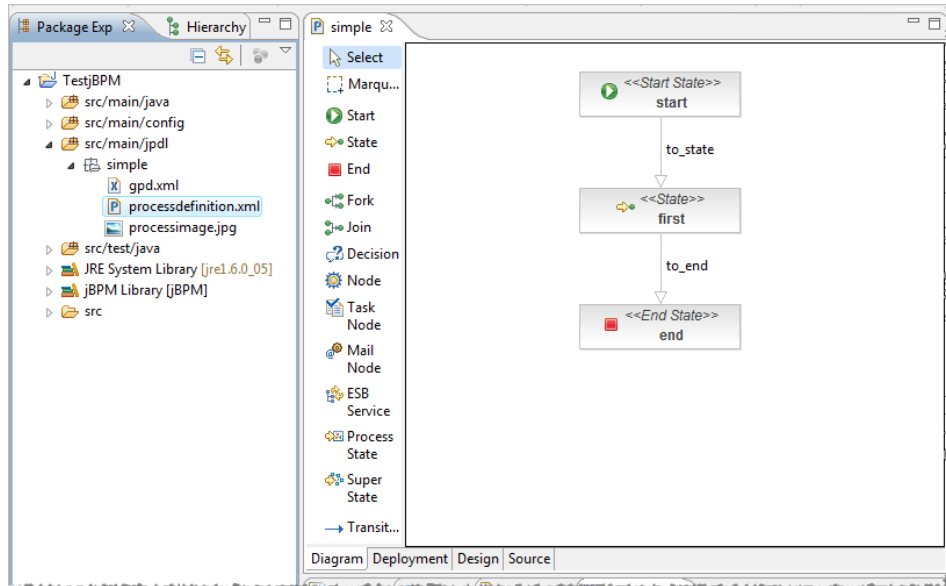 Package Exp
Hierarchy
TestjBPM
src/main/java
src/main/config
src/main/jpdl
simple
gpd.xml
processdefinition.xml
processimage.jpg
src/test/java
JRE System Library [jre1.6.0_05]
jBPM Library [jBPM]
src
simple
Select
Marqu...
Start
State
End
Fork
Join
Decision
Node
Task
Node
Mail
Node
ESB
Service
Process
State
Super
State
Transit...
<<Start State>>
start
to_state
<<State>>
first
to_end
<<End State>>
end
Diagram Deployment Design Source